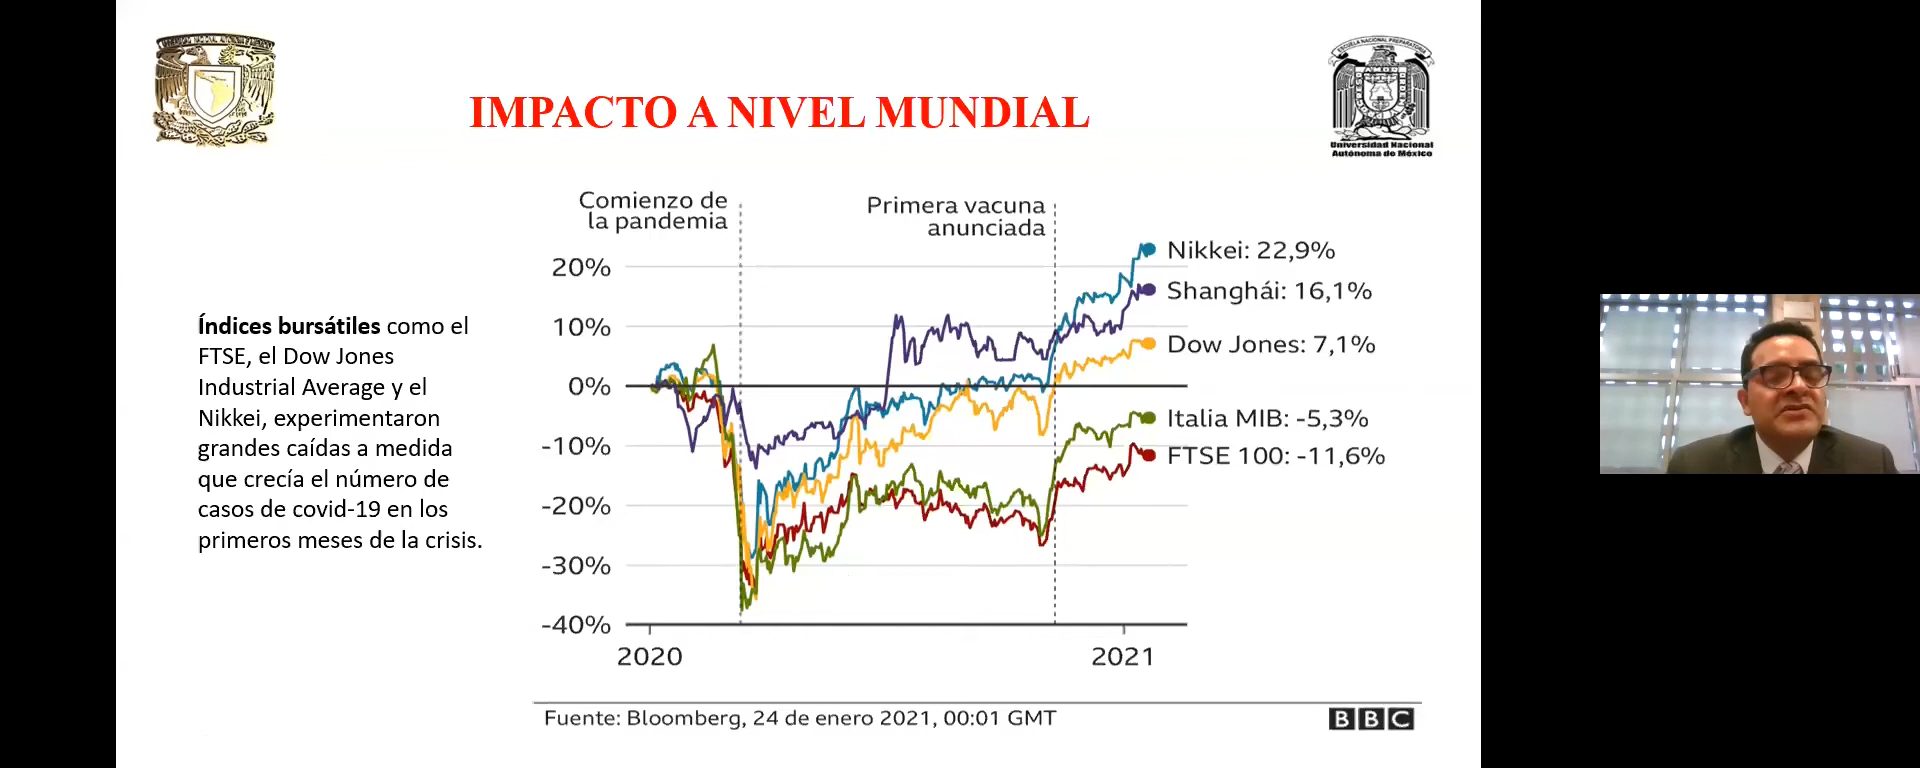 IMPACTO A NIVEL MUNDIAL
ESCUELA NACIONAL PREPARATORIA
Universidad Nacional
Autónoma de México
Índices bursátiles como el
FTSE, el Dow Jones
Industrial Average y el
Nikkei, experimentaron
grandes caídas a medida
que crecía el número de
casos de covid-19 en los
primeros meses de la crisis.
Comienzo de
la pandemia
Primera vacuna
anunciada
20%
10%
0%
-10%
-20%
-30%
-40%
2020
2021
Nikkei: 22,9%
Shanghái: 16,1%
Dow Jones: 7,1%
Italia MIB: -5,3%
FTSE 100: -11,6%
Fuente: Bloomberg, 24 de enero 2021, 00:01 GMT
BBC